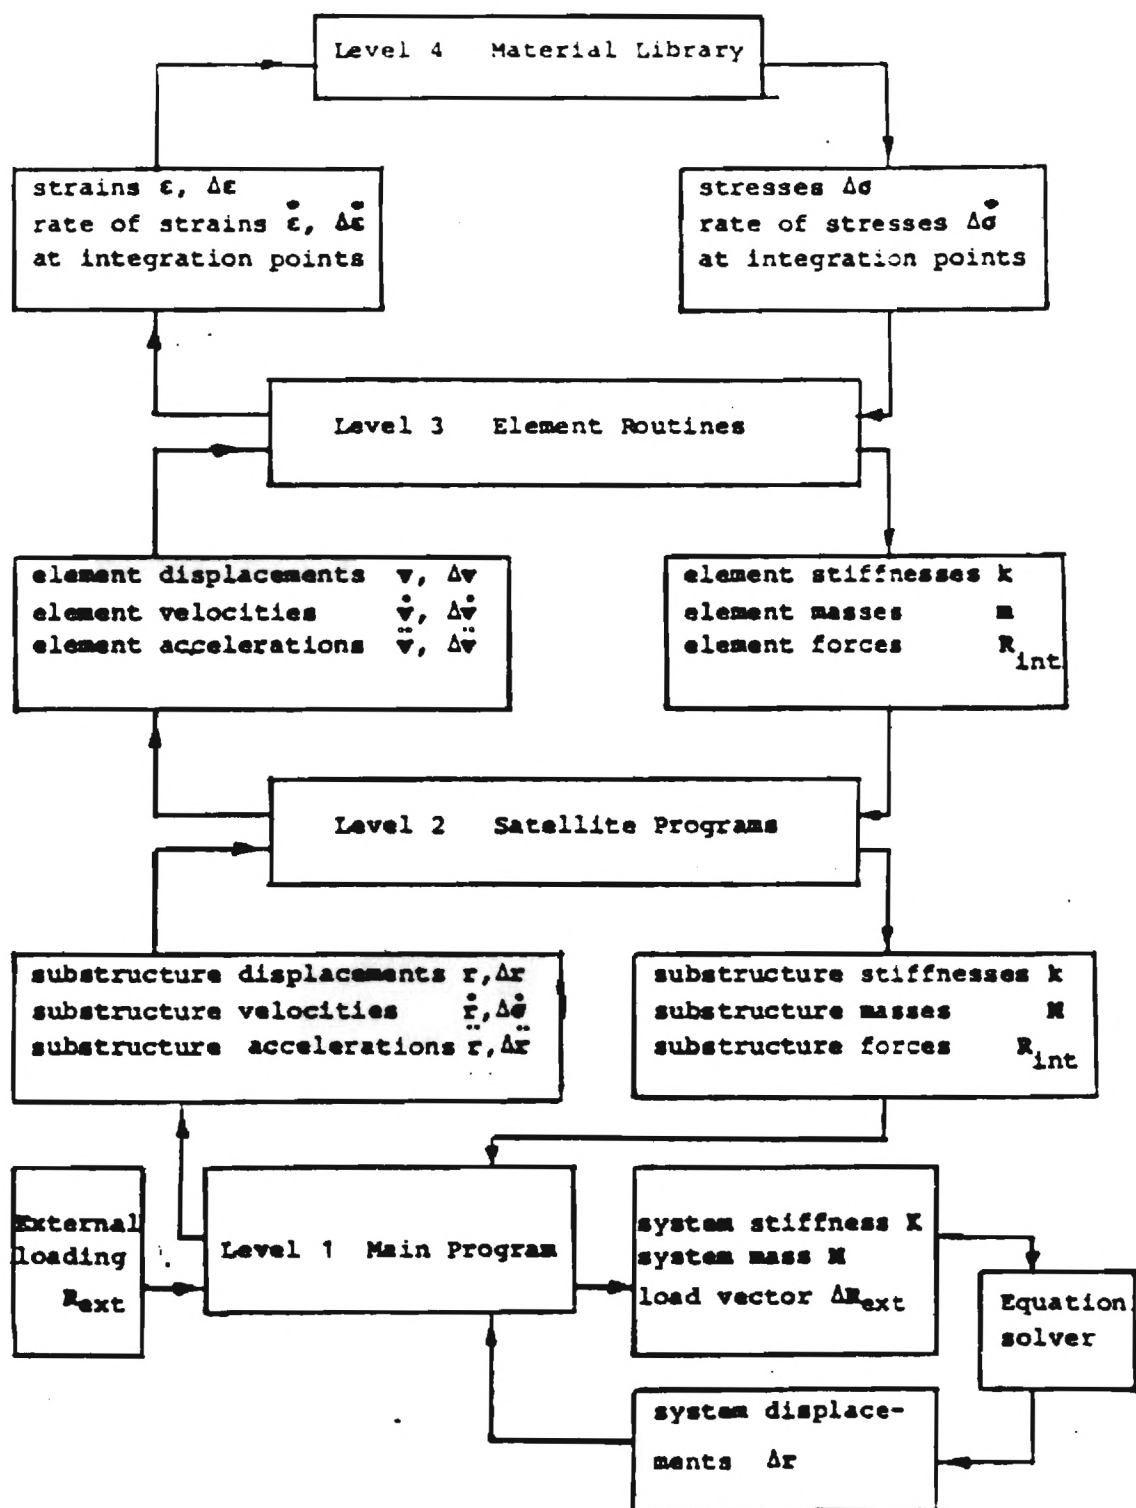 Level 4 Material Library
strains ε, Δε
rate of strains ε̇, Δε̇
at integration points
stresses Δσ
rate of stresses Δσ̇
at integration points
Level 3 Element Routines
element displacements v, Δv
element velocities v̇, Δv̇
element accelerations v̈, Δv̈
element stiffnesses k
element masses m
element forces R_int
Level 2 Satellite Programs
substructure displacements r,Δr
substructure velocities ṙ,Δσ̇
substructure accelerations r̈,Δr̈
substructure stiffnesses k
substructure masses M
substructure forces R_int
External
loading
R_ext
Level 1 Main Program
system stiffness K
system mass M
load vector ΔR_ext
Equation
solver
system displace-
ments Δr